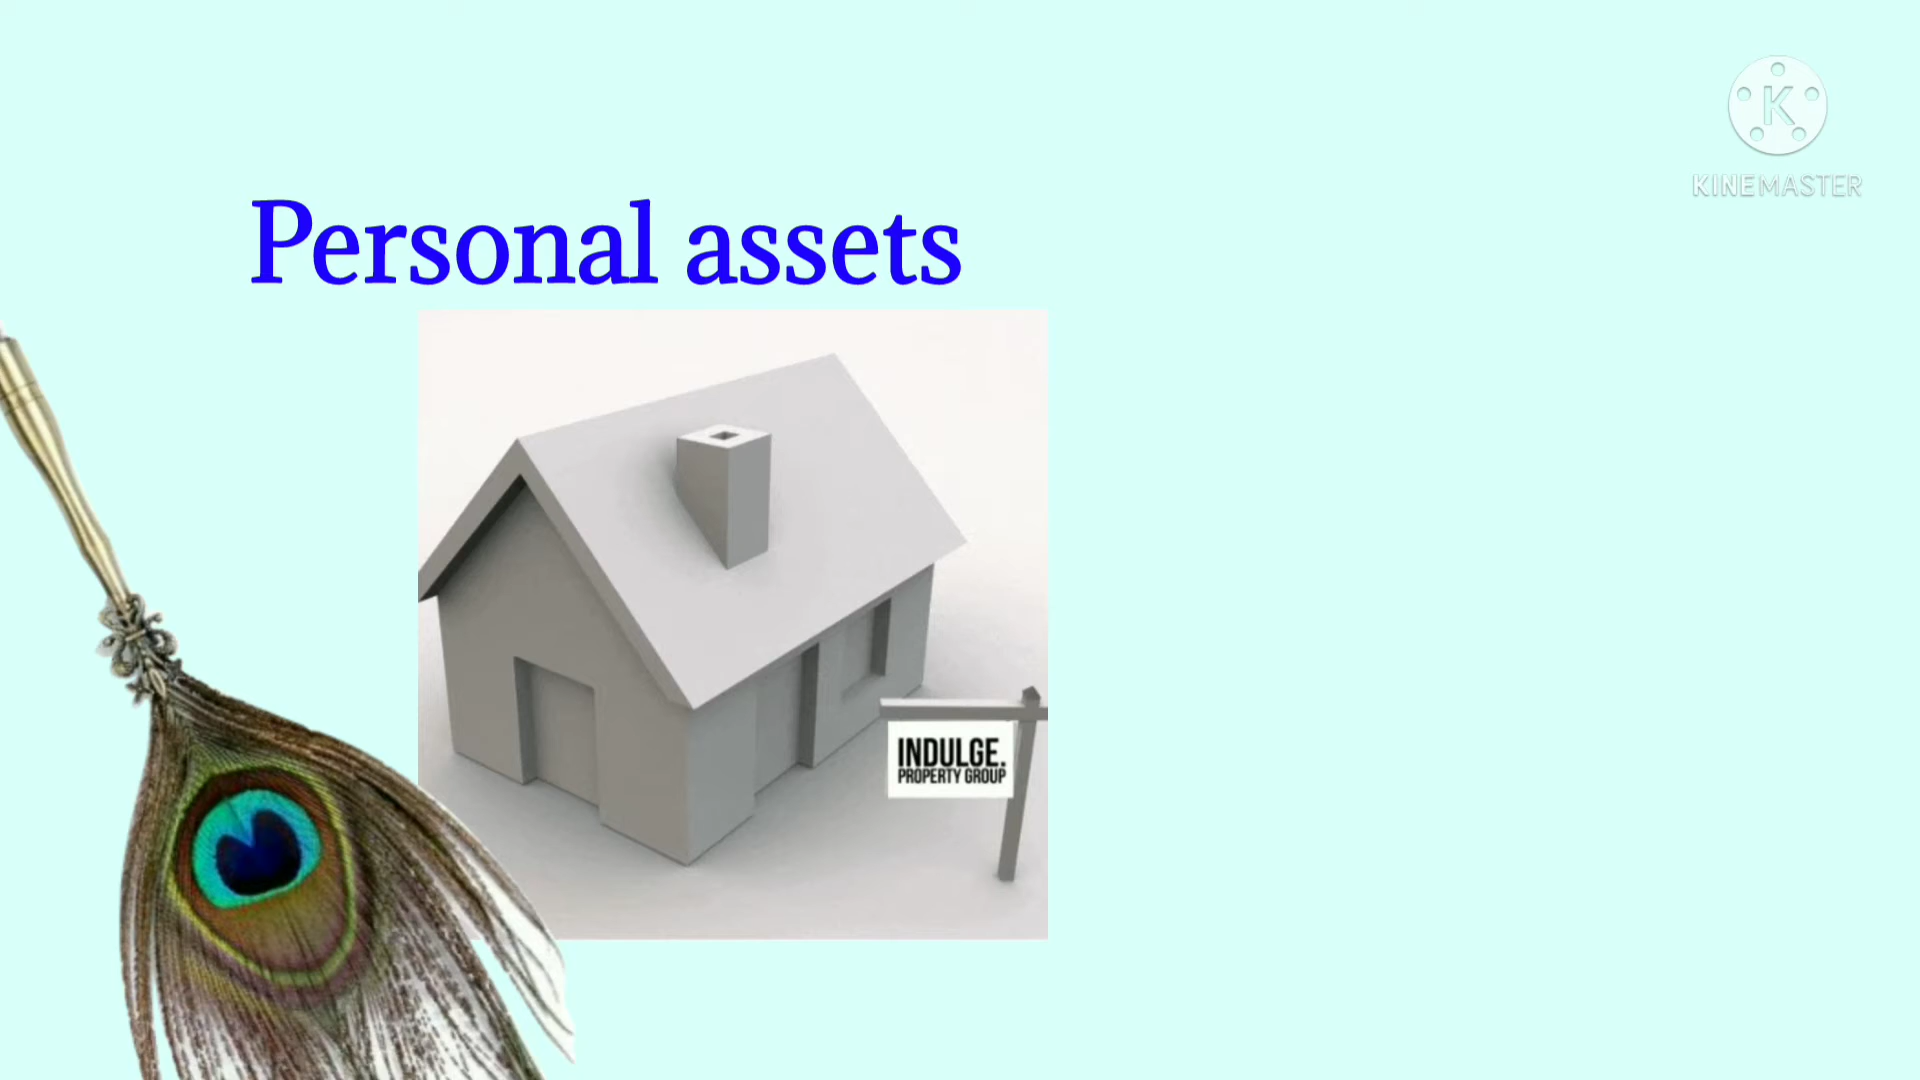 K
KINEMASTER
Personal assets
INDULGE.
PROPERTY GROUP